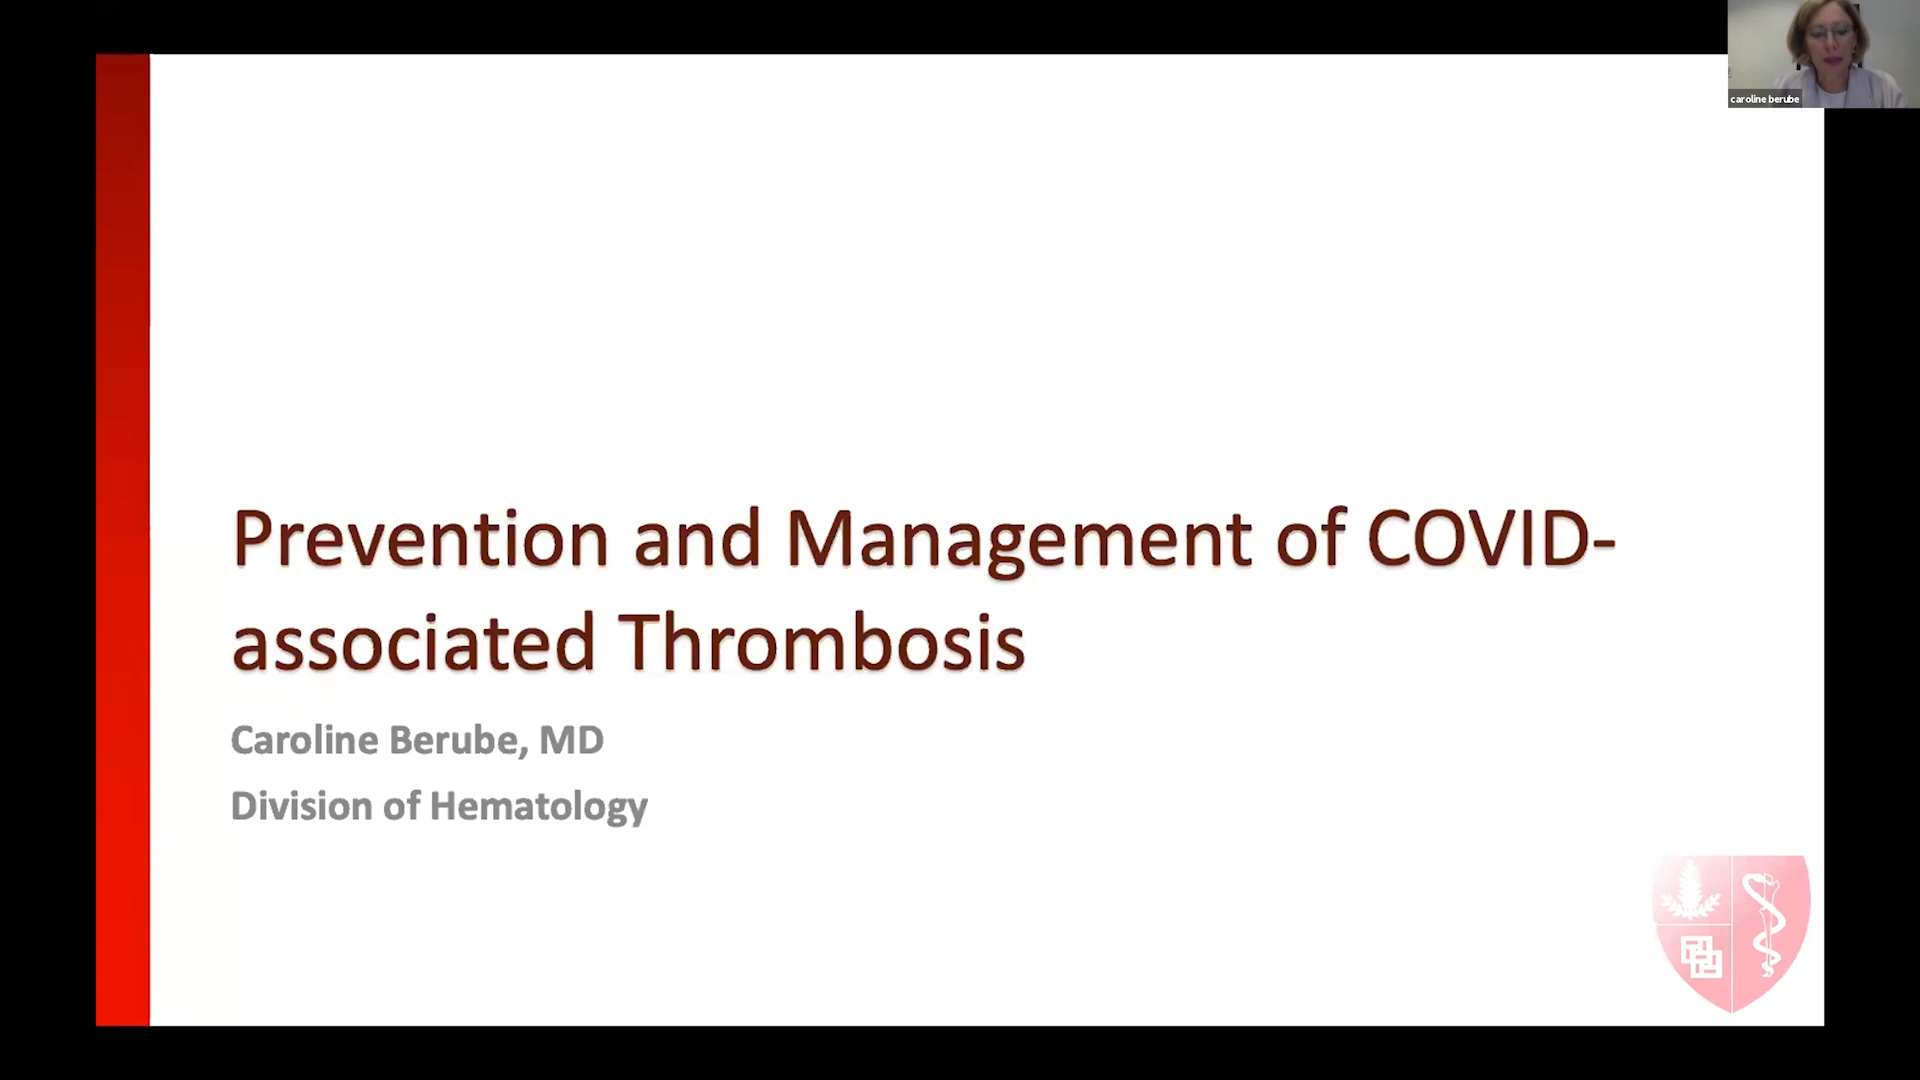 caroline berube
Prevention and Management of COVID-
associated Thrombosis
Caroline Berube, MD
Division of Hematology